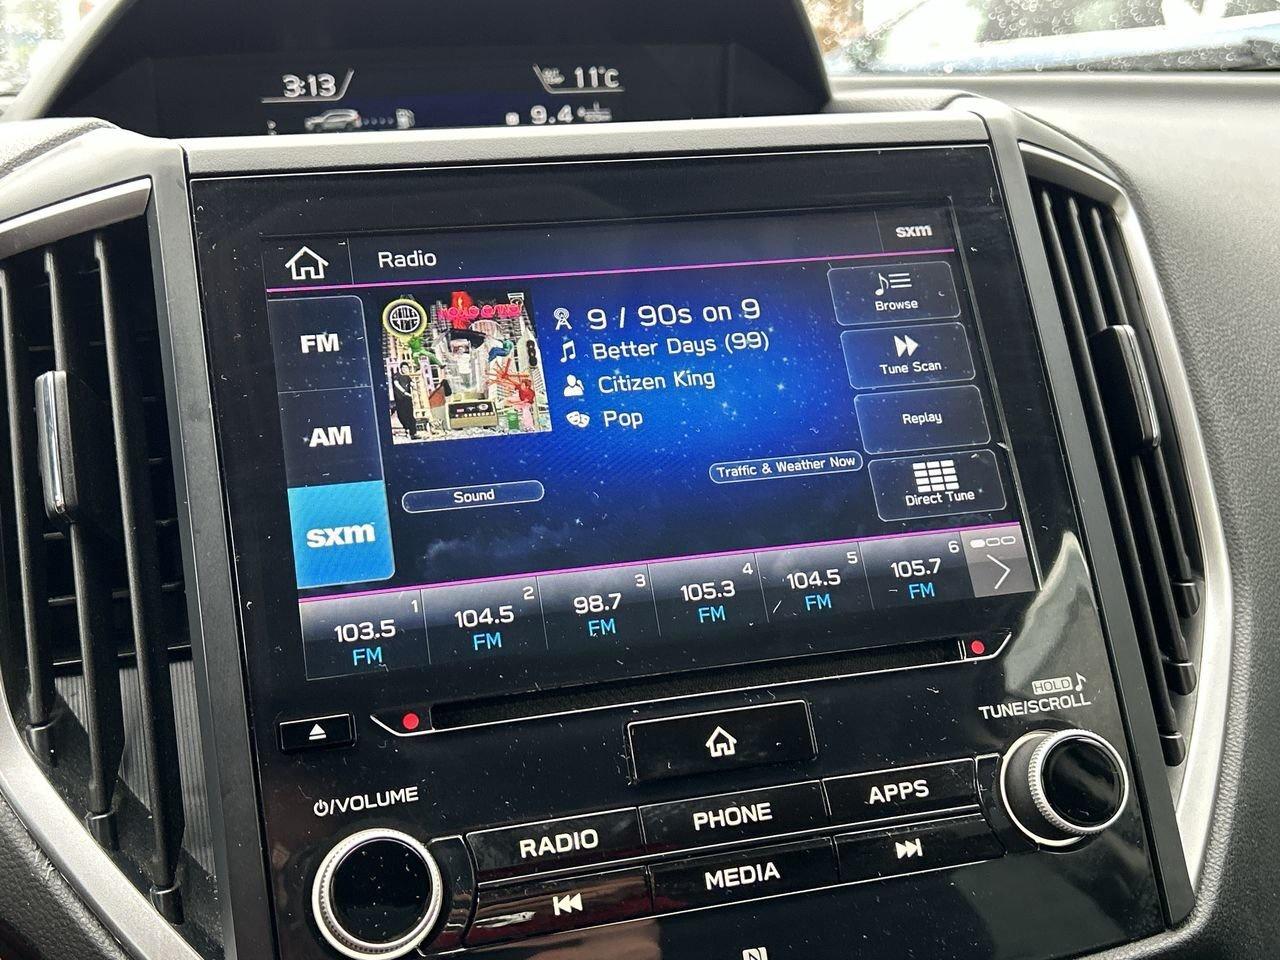 3:13
11°C
9.4
Radio
sxm
FM
AM
sxm
9 / 90s on 9
Better Days (99)
Citizen King
Pop
Sound
Traffic & Weather Now
Browse
Tune Scan
Replay
Direct Tune
1
103.5
FM
2
104.5
FM
3
98.7
FM
4
105.3
FM
5
104.5
FM
6
105.7
FM
HOLD
TUNE/SCROLL
/VOLUME
RADIO
PHONE
APPS
MEDIA